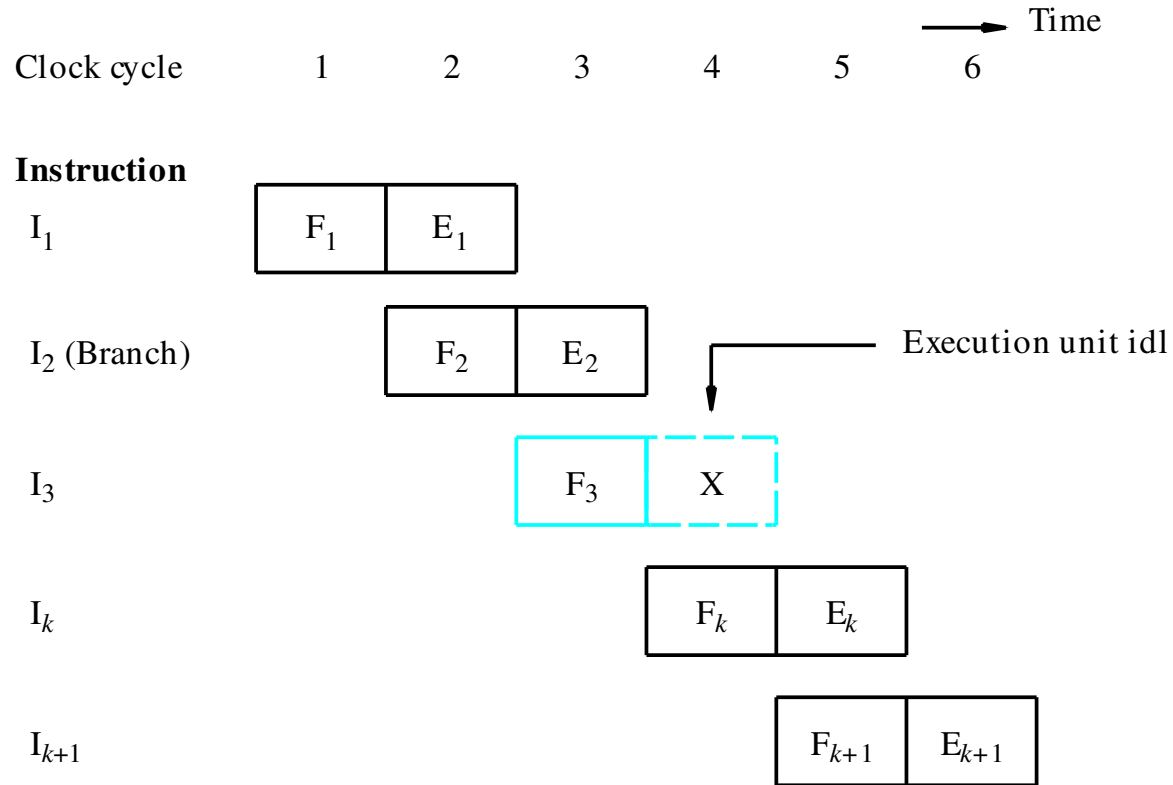 Time
Clock cycle 1 2 3 4 5 6
Instruction
I1 F1 E1
I2 (Branch) F2 E2 Execution unit idl
I3 F3 X
Ik Fk Ek
Ik+1 Fk+1 Ek+1